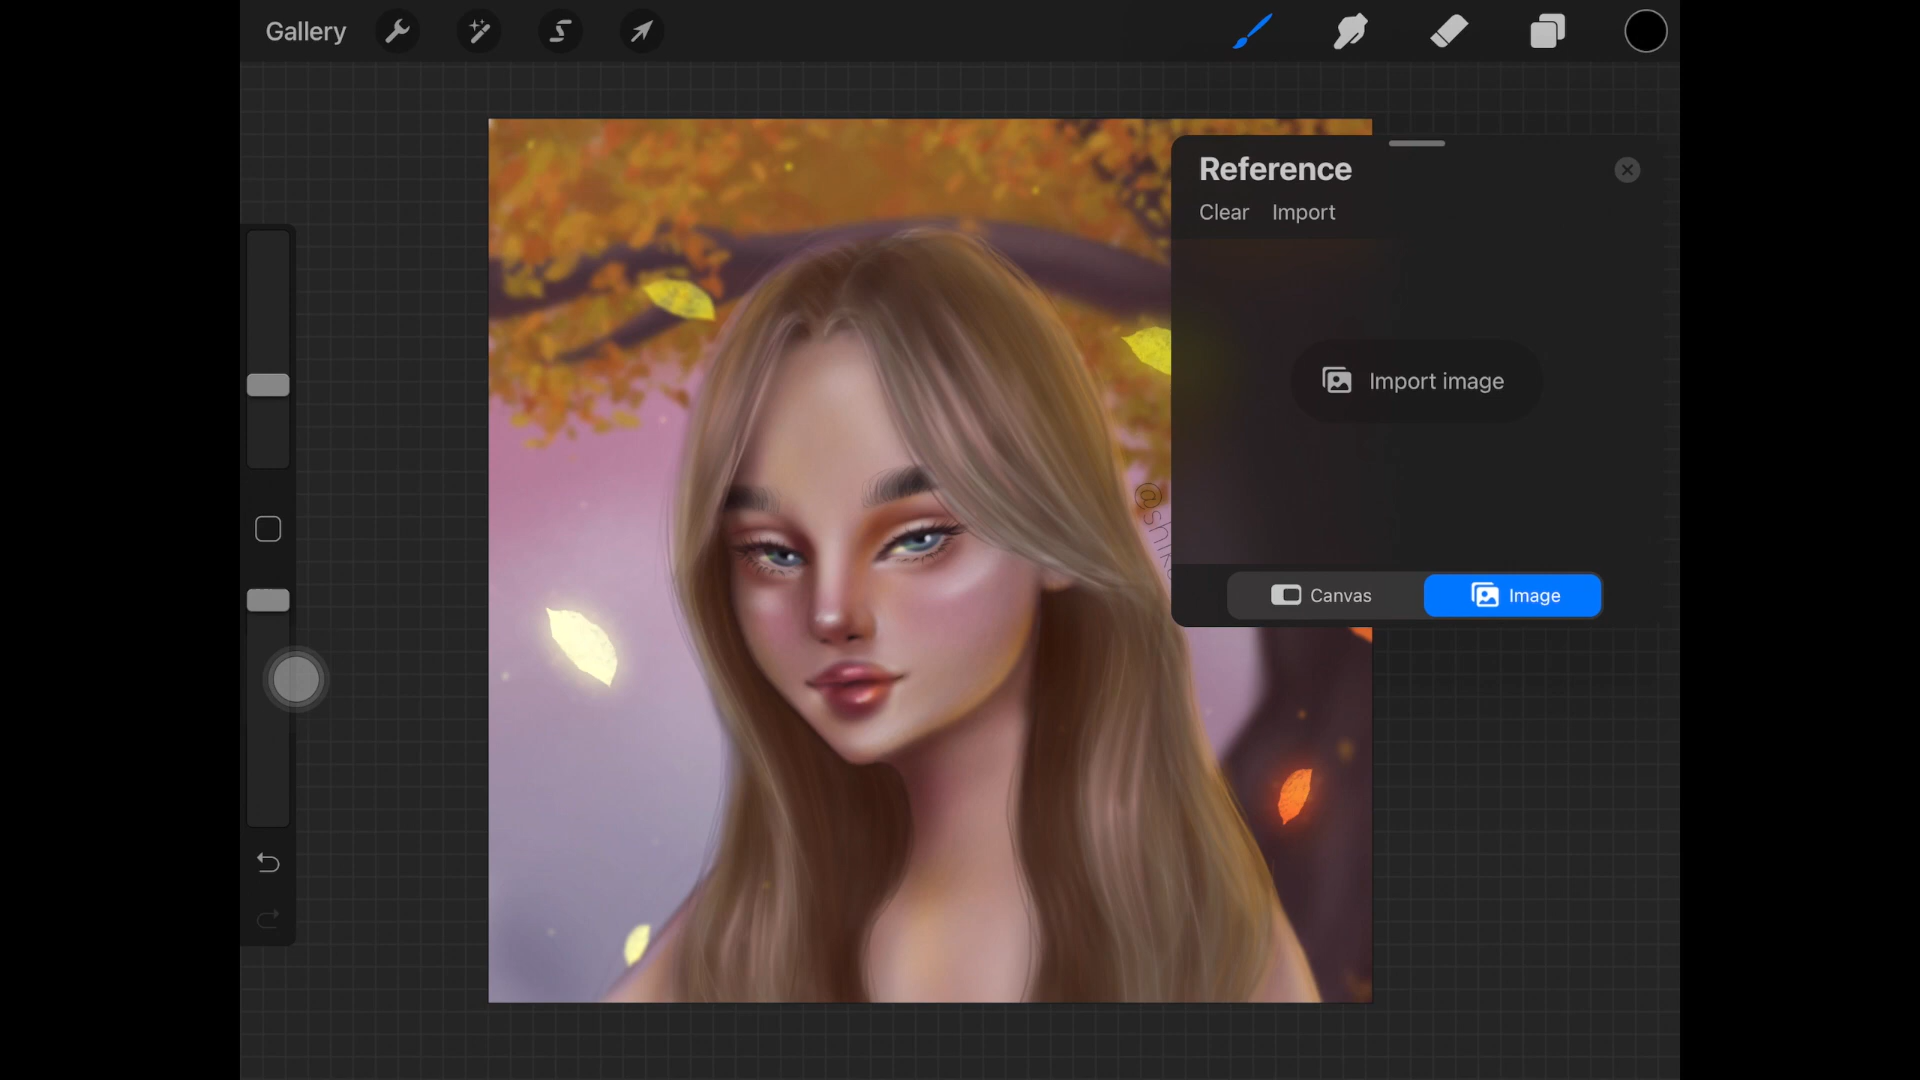 Gallery
Reference
Clear Import
Import image
Canvas Image